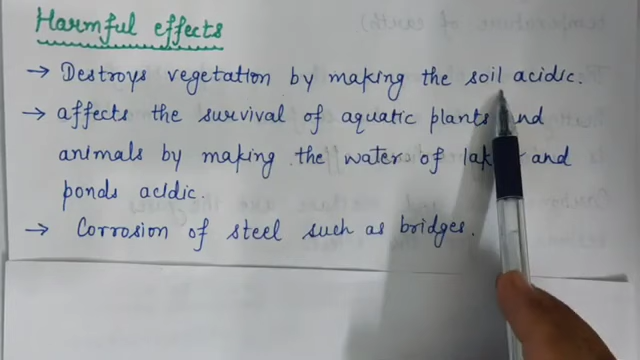 Harmful effects
→ Destroys vegetation by making the soil acidic.
→ affects the survival of aquatic plants and
animals by making the water of and
ponds acidic.
→ Corrosion of steel such as bridges.